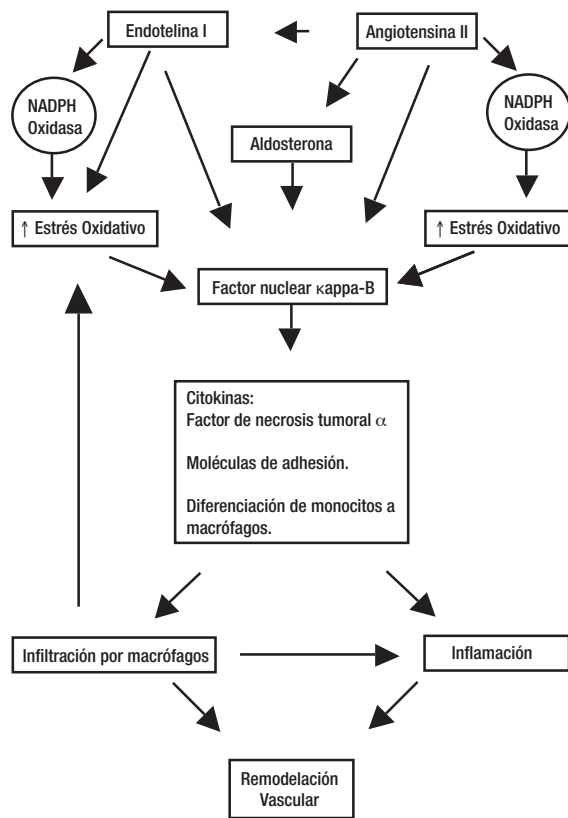 Endotelina I
Angiotensina II
NADPH
Oxidasa
NADPH
Oxidasa
Aldosterona
↑ Estrés Oxidativo
↑ Estrés Oxidativo
Factor nuclear κappa-B
Citokinas:
Factor de necrosis tumoral α
Moléculas de adhesión.
Diferenciación de monocitos a
macrófagos.
Infiltración por macrófagos
Inflamación
Remodelación
Vascular